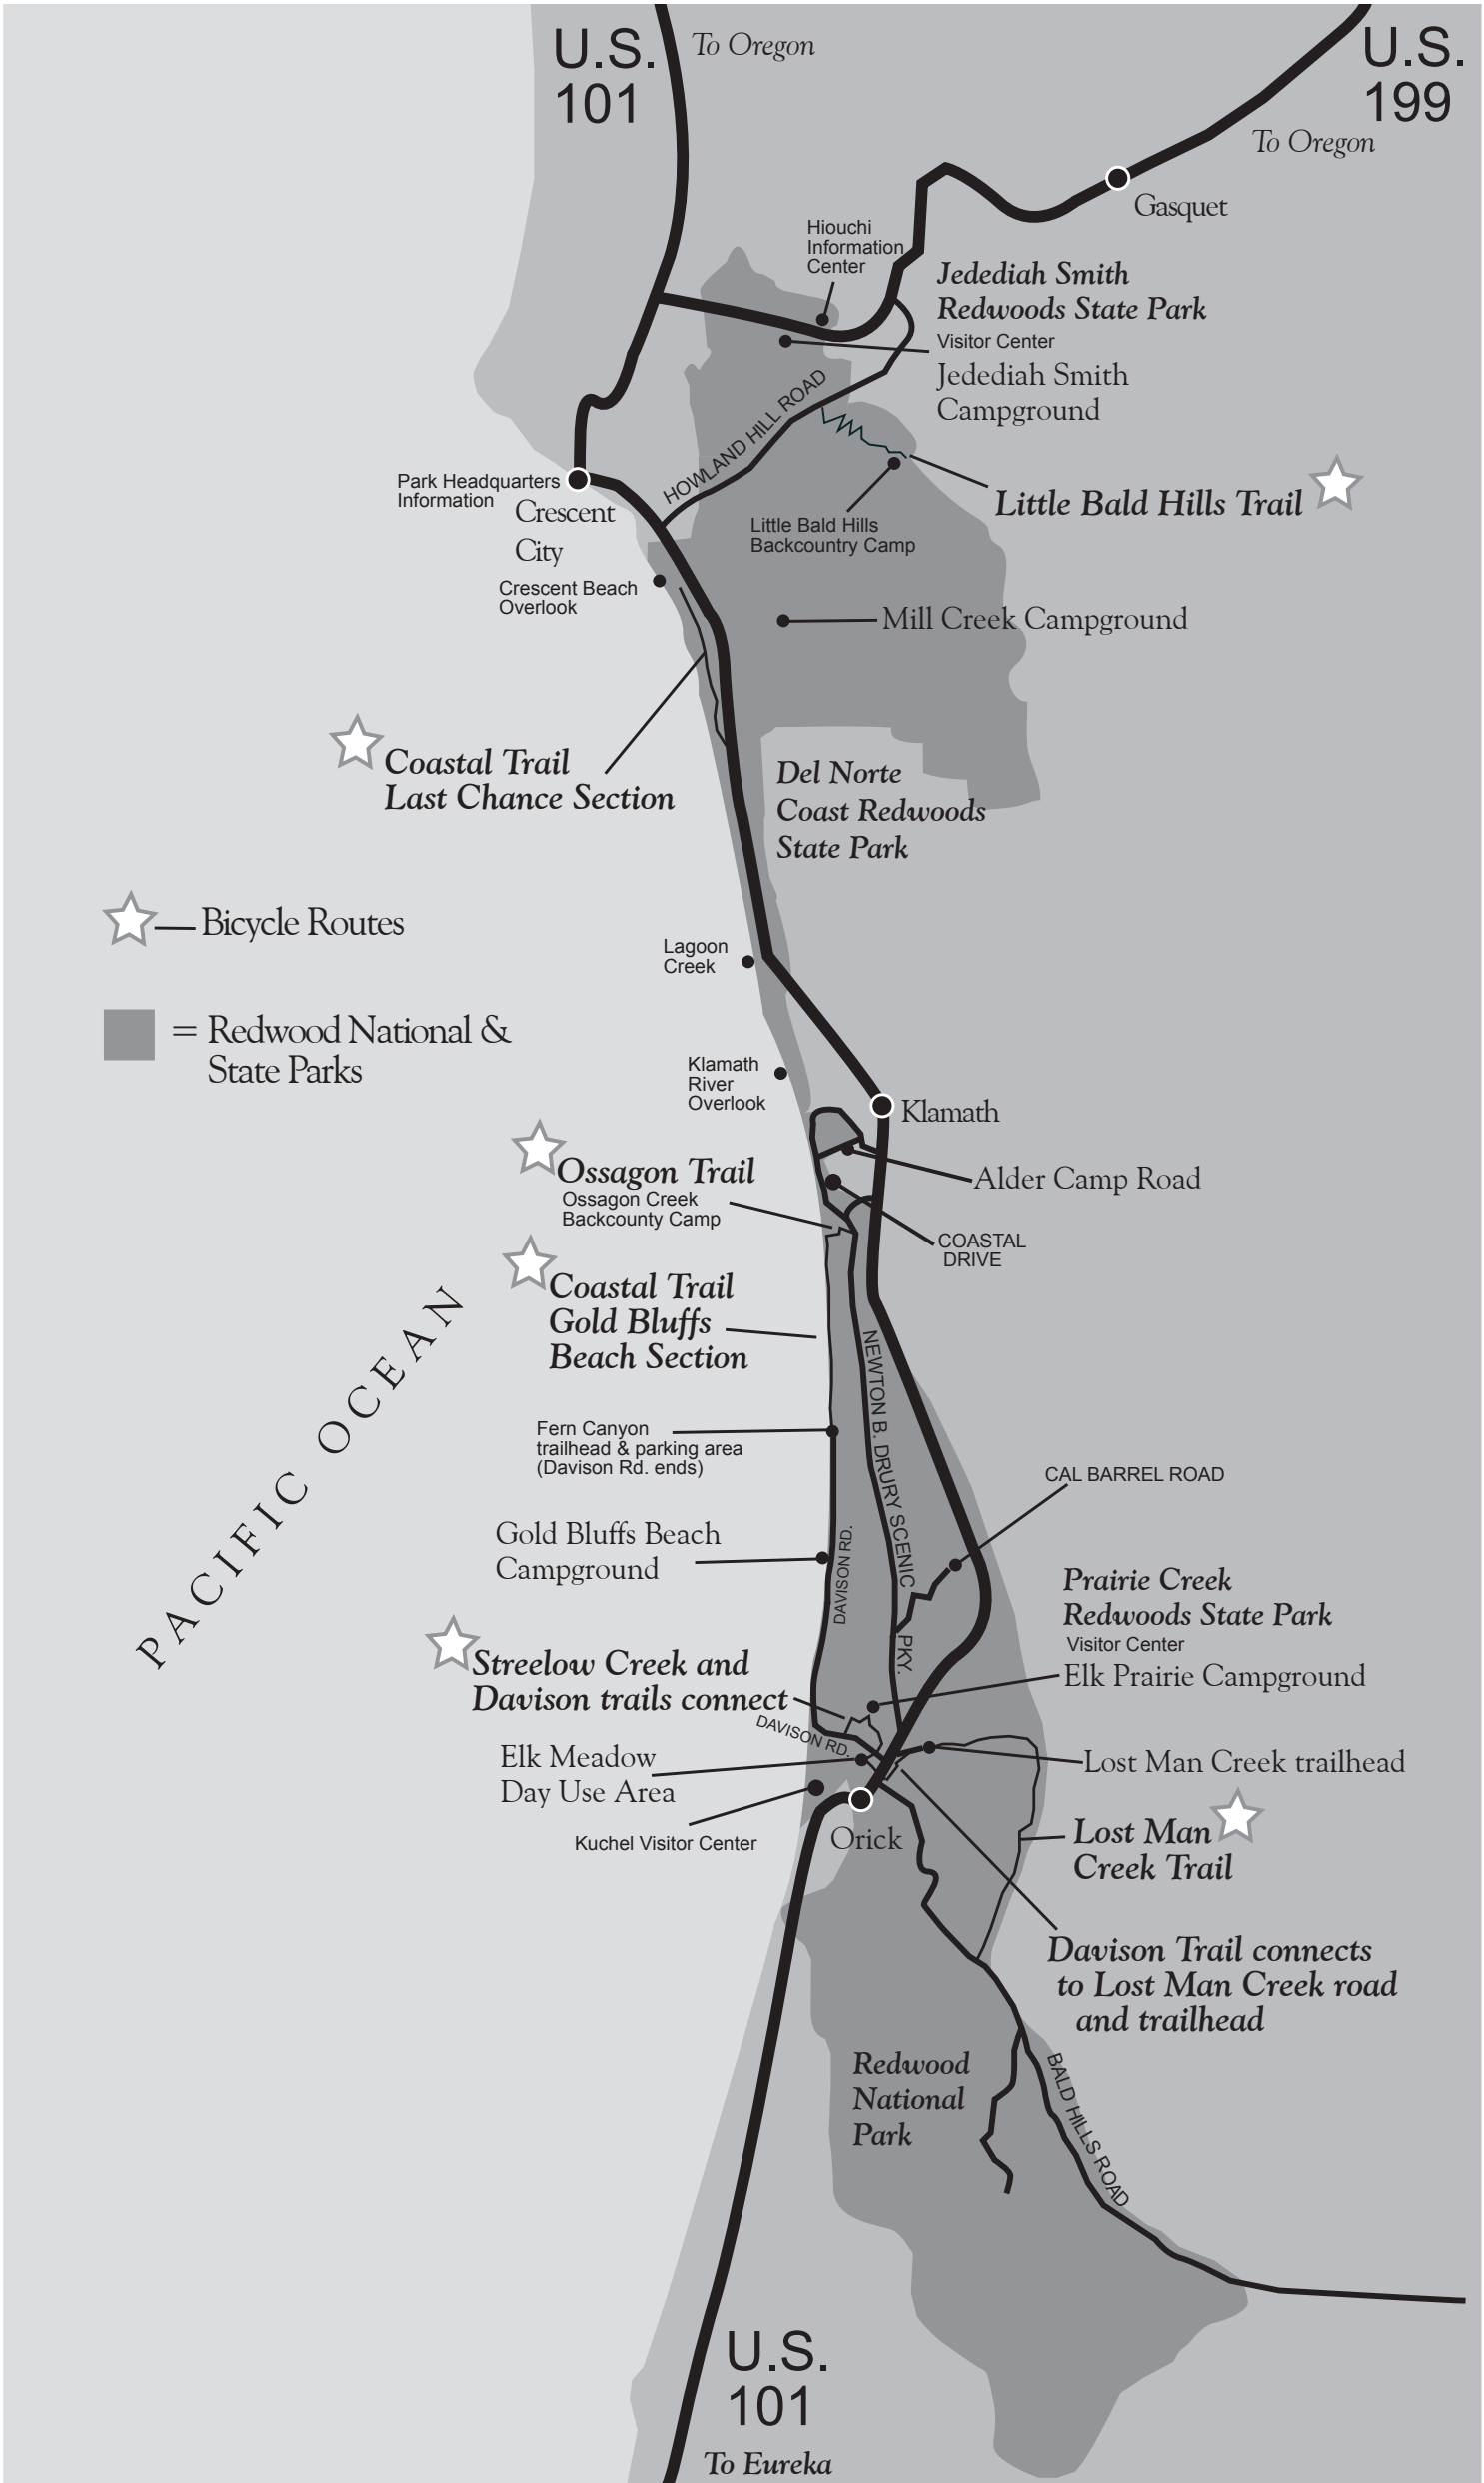 U.S.
101
To Oregon
U.S.
199
To Oregon
Gasquet
Hiouchi
Information
Center
Jedediah Smith
Redwoods State Park
Visitor Center
Jedediah Smith
Campground
HOWLAND HILL ROAD
Park Headquarters
Information
Crescent
City
Little Bald Hills Trail
Little Bald Hills
Backcountry Camp
Crescent Beach
Overlook
Mill Creek Campground
Coastal Trail
Last Chance Section
Del Norte
Coast Redwoods
State Park
Bicycle Routes
Lagoon
Creek
= Redwood National &
State Parks
Klamath
River
Overlook
Klamath
Ossagon Trail
Ossagon Creek
Backcounty Camp
Alder Camp Road
COASTAL
DRIVE
Coastal Trail
Gold Bluffs
Beach Section
PACIFIC OCEAN
NEWTON B. DRURY SCENIC PKY.
Fern Canyon
trailhead & parking area
(Davison Rd. ends)
CAL BARREL ROAD
Gold Bluffs Beach
Campground
DAVISON RD.
Prairie Creek
Redwoods State Park
Visitor Center
Elk Prairie Campground
Streelow Creek and
Davison trails connect
DAVISON RD.
Elk Meadow
Day Use Area
Lost Man Creek trailhead
Kuchel Visitor Center
Orick
Lost Man
Creek Trail
Davison Trail connects
to Lost Man Creek road
and trailhead
Redwood
National
Park
BALD HILLS ROAD
U.S.
101
To Eureka